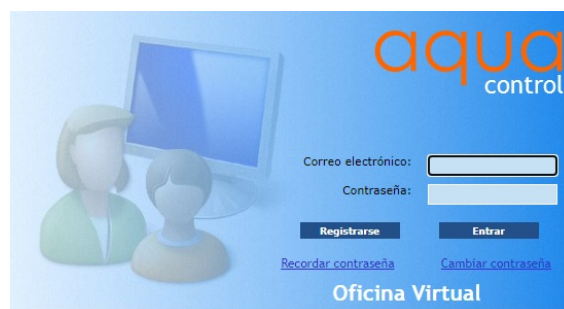 aqua
control
Correo electrónico:
Contraseña:
Registrarse Entrar
Recordar contraseña Cambiar contraseña
Oficina Virtual